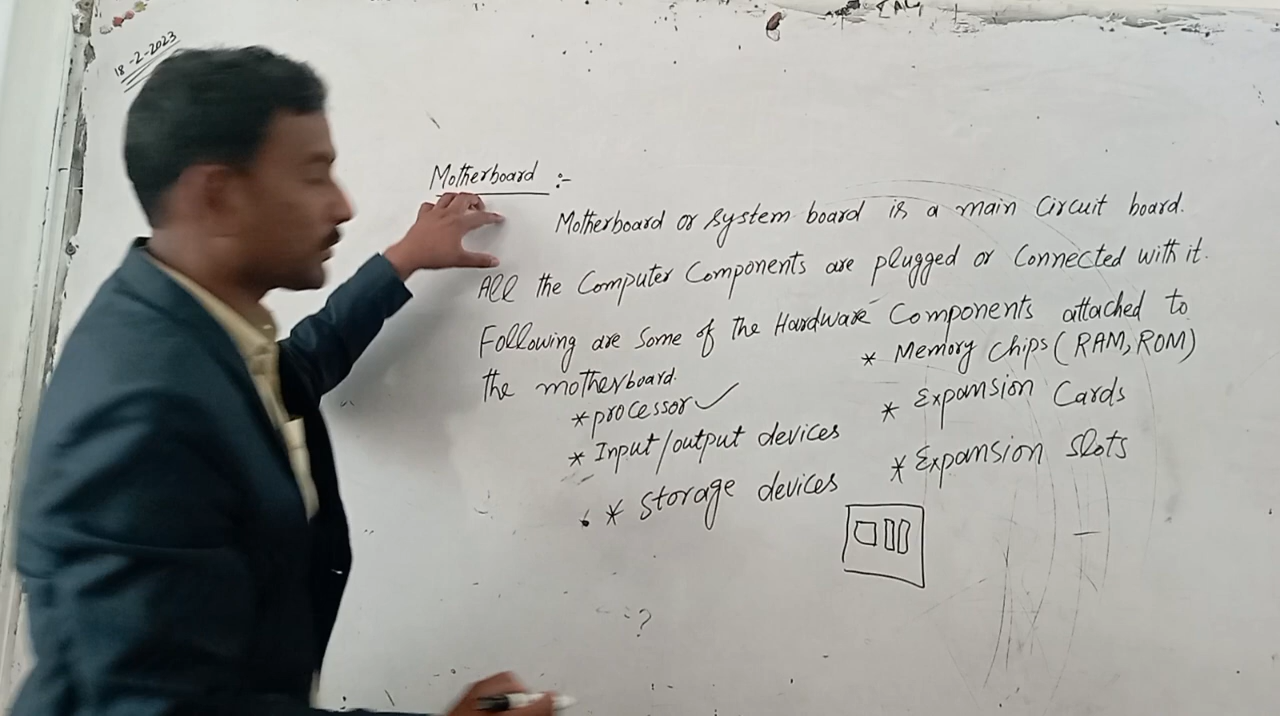 18-2-2023
Motherboard :-
Motherboard or System board is a main Circuit board.
All the Computer Components are plugged or Connected with it.
Following are Some of the Hardware Components attached to
the motherboard.
* processor ✓
* Input/output devices
* Storage devices
* Memory Chips (RAM, ROM)
* Expansion Cards
* Expansion Slots
?